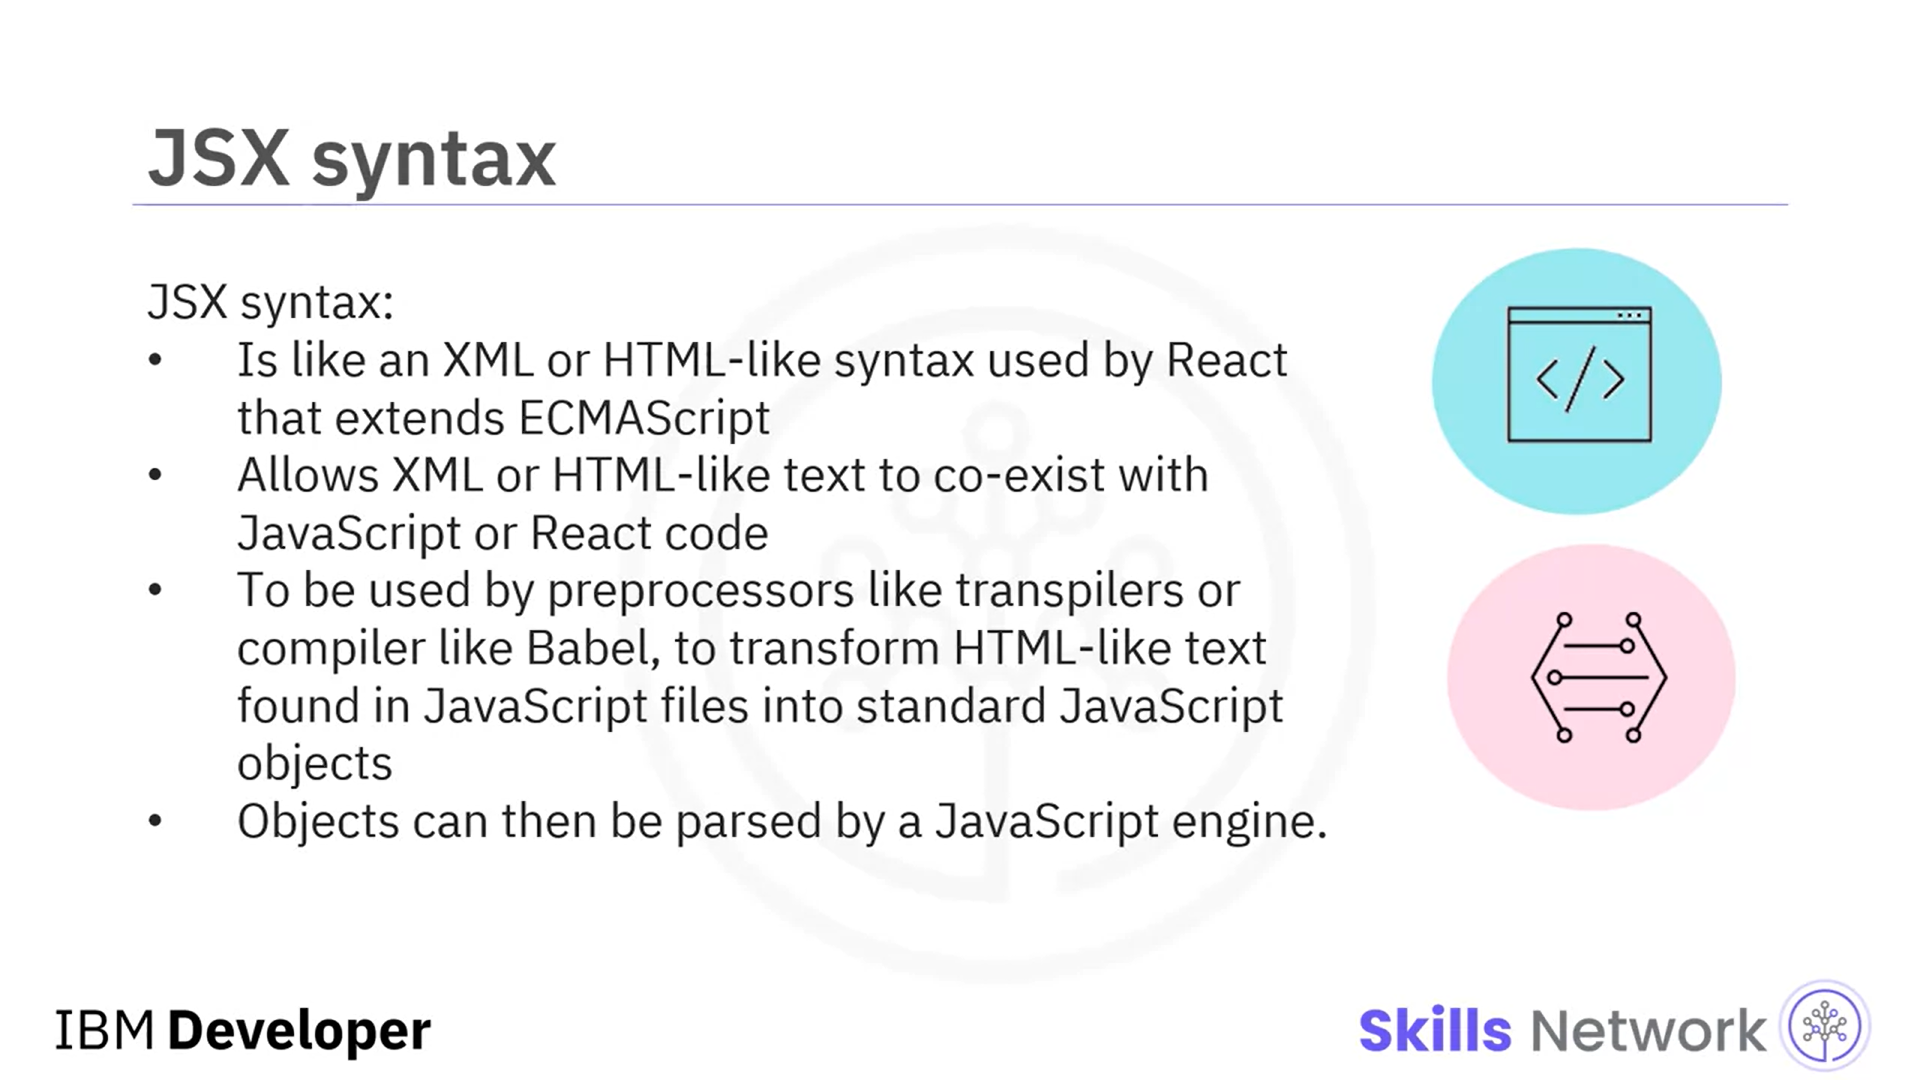 JSX syntax
JSX syntax:
• Is like an XML or HTML-like syntax used by React
that extends ECMAScript
• Allows XML or HTML-like text to co-exist with
JavaScript or React code
• To be used by preprocessors like transpilers or
compiler like Babel, to transform HTML-like text
found in JavaScript files into standard JavaScript
objects
• Objects can then be parsed by a JavaScript engine.
</>
IBM Developer
Skills Network